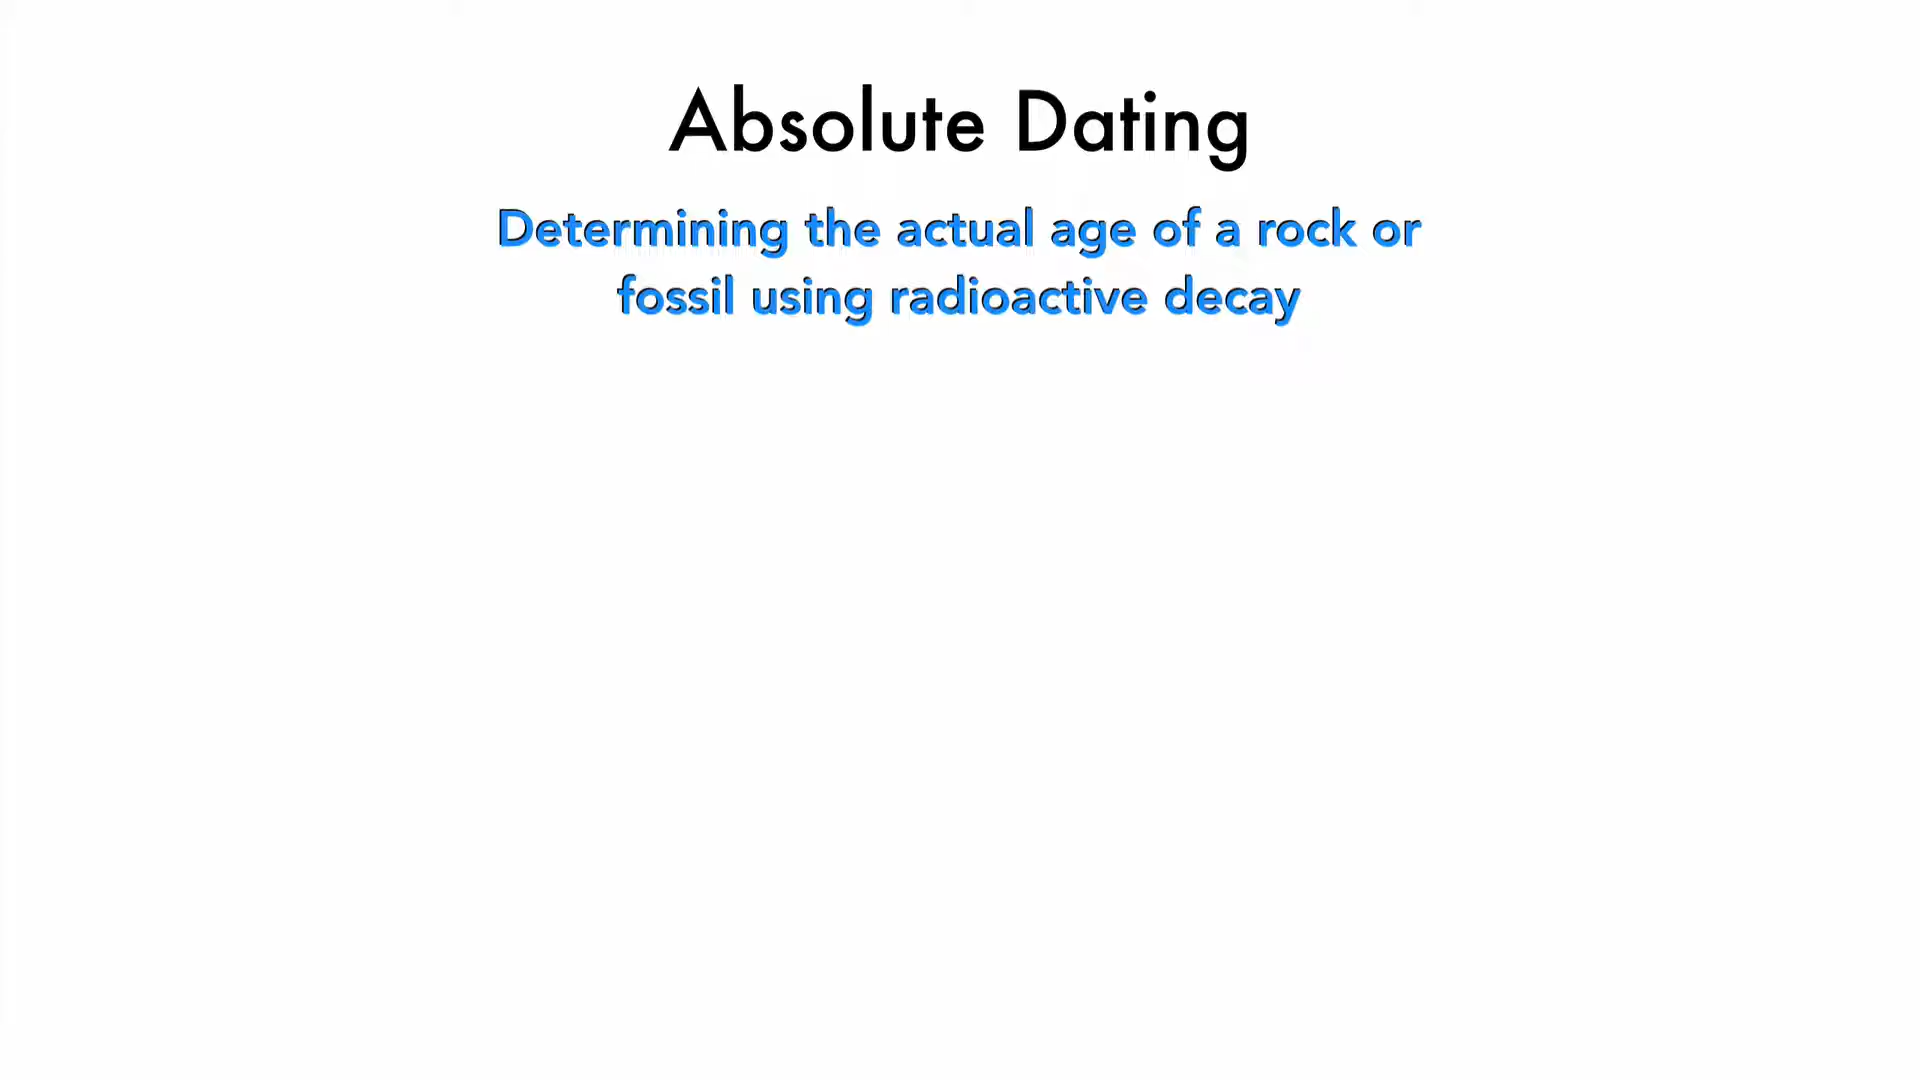 Absolute Dating
Determining the actual age of a rock or
fossil using radioactive decay